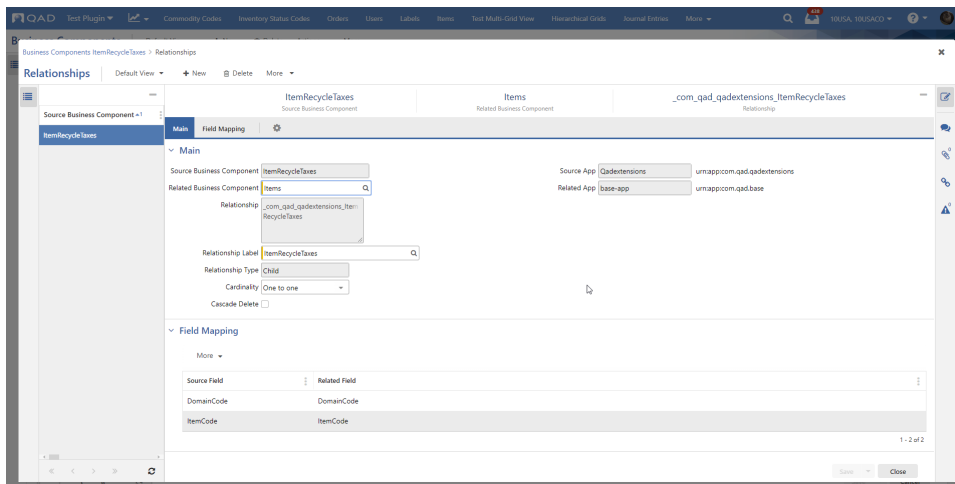 QAD Test Plugin Commodity Codes Inventory Status Codes Orders Users Labels Items Test Multi-Grid View Hierarchical Grids Journal Entries More 10USA, 10USACO
Business Components ItemRecycleTaxes > Relationships
Relationships Default View + New Delete More
ItemRecycleTaxes Items _com_qad_qadextensions_ItemRecycleTaxes
Source Business Component Related Business Component Relationship
Source Business Component
ItemRecycleTaxes
Main Field Mapping
Main
Source Business Component ItemRecycleTaxes Source App Qadextensions urn:app:com.qad.qadextensions
Related Business Component Items Related App base-app urn:app:com.qad.base
Relationship _com_qad_qadextensions_Item
RecycleTaxes
Relationship Label ItemRecycleTaxes
Relationship Type Child
Cardinality One to one
Cascade Delete
Field Mapping
More
Source Field Related Field
DomainCode DomainCode
ItemCode ItemCode
1 - 2 of 2
Save Close